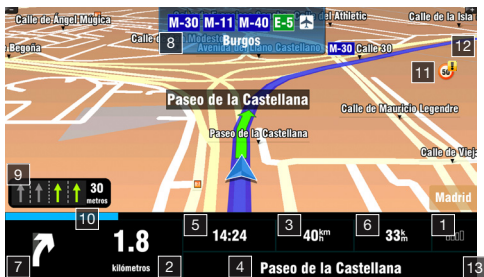 Calle de Ángel Mugica
M-30 M-11 M-40 E-5
del Athletic
Calle de la Isla
Begoña
Calle d
Modesto
8
Burgos
Avenida de Llano Castellano
M-30 Calle 30
12
11
50
Paseo de la Castellana
Calle de Mauricio Legendre
Paseo de la Castellana
Calle de Viej
9
30
metros
Madrid
10
5
14:24
3
40 km h
6
33 k m
1
7
1.8
kilómetros
2
4
Paseo de la Castellana
13